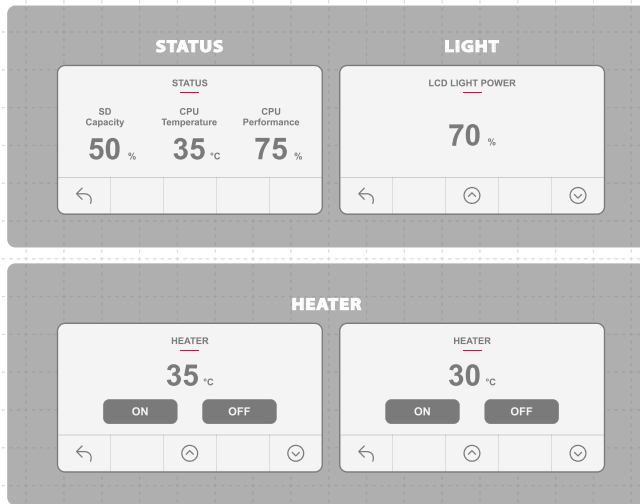 STATUS
STATUS
SD Capacity
50 %
CPU Temperature
35 °C
CPU Performance
75 %
LIGHT
LCD LIGHT POWER
70 %
HEATER
HEATER
35 °C
ON OFF
HEATER
30 °C
ON OFF